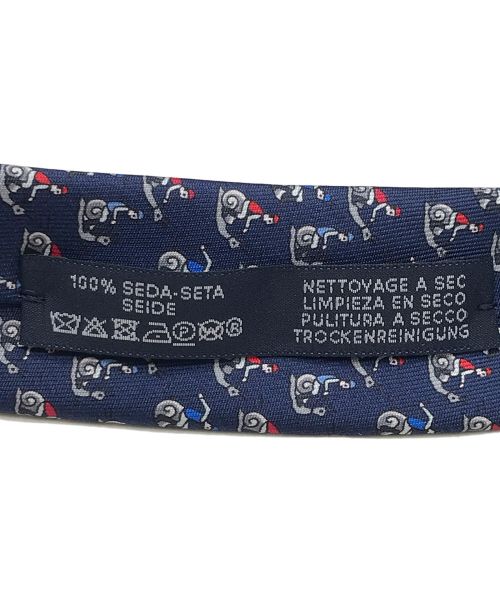 100% SEDA-SETA
SEIDE
NETTOYAGE A SEC
LIMPIEZA EN SECO
PULITURA A SECCO
TROCKENREINIGUNG